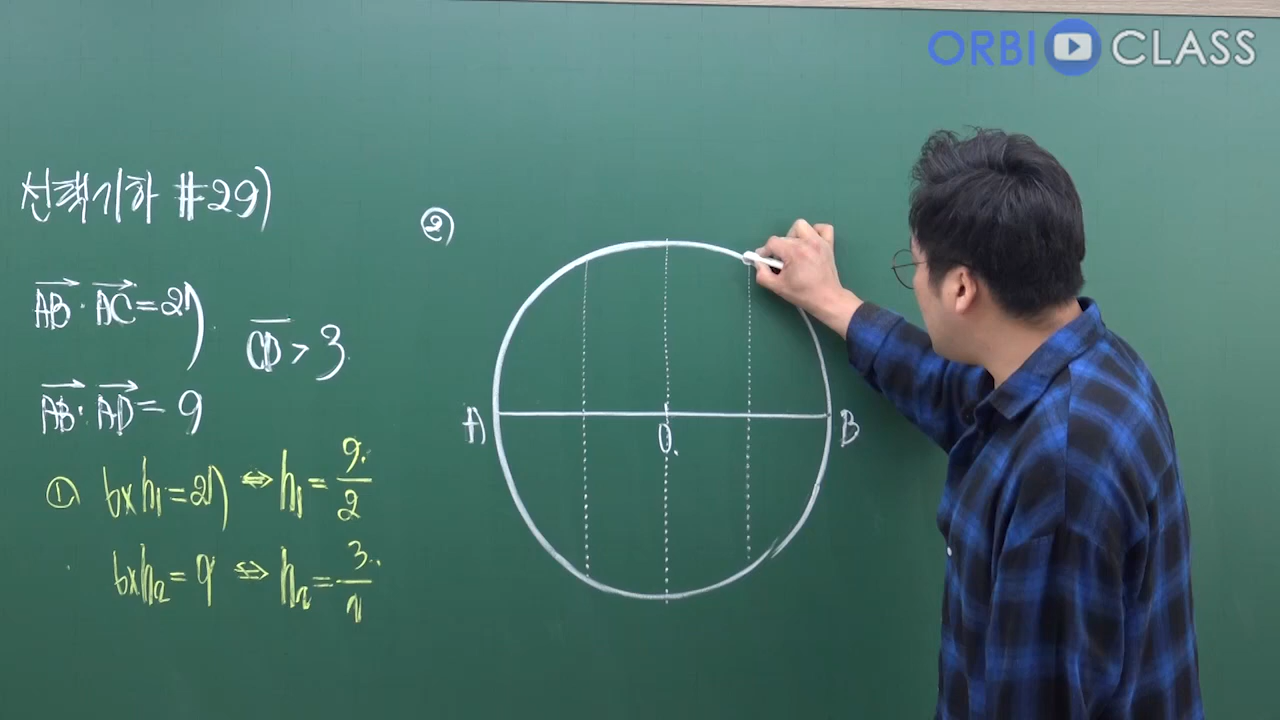 ORBI CLASS
선택기하 #29)
②
AB · AC = 27
CD > 3
AB · AD = 9
① 6×h₁ = 27 ⇔ h₁ = 9/2
6×h₂ = 9 ⇔ h₂ = 3/2
A
O
B